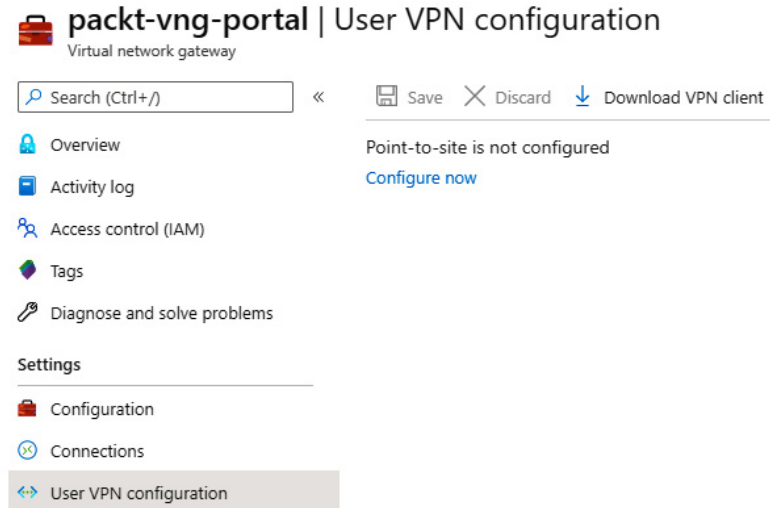 packt-vng-portal | User VPN configuration
Virtual network gateway
Search (Ctrl+/)
«
Save
Discard
Download VPN client
Overview
Activity log
Access control (IAM)
Tags
Diagnose and solve problems
Settings
Configuration
Connections
User VPN configuration
Point-to-site is not configured
Configure now